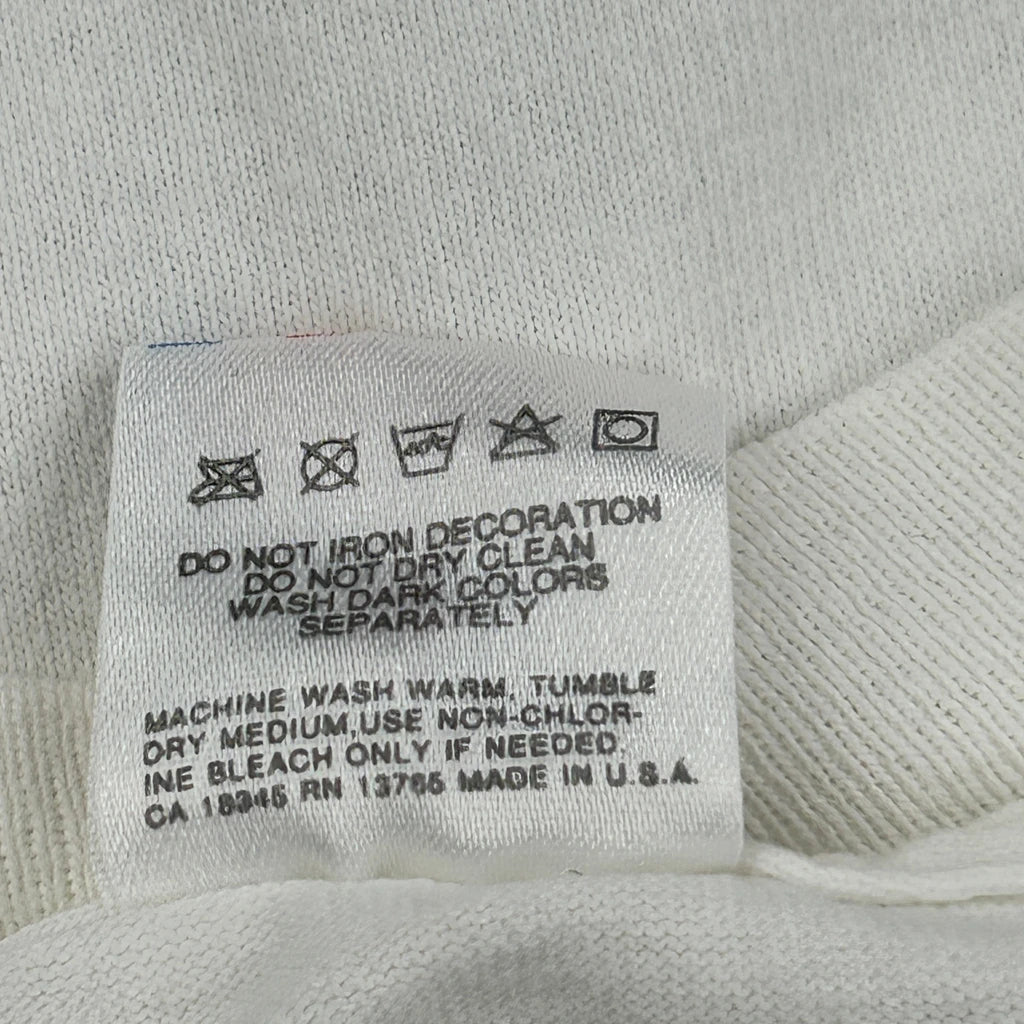 DO NOT IRON DECORATION
DO NOT DRY CLEAN
WASH DARK COLORS
SEPARATELY
MACHINE WASH WARM, TUMBLE
DRY MEDIUM,USE NON-CHLOR-
INE BLEACH ONLY IF NEEDED.
CA RN 13765 MADE IN U.S.A.